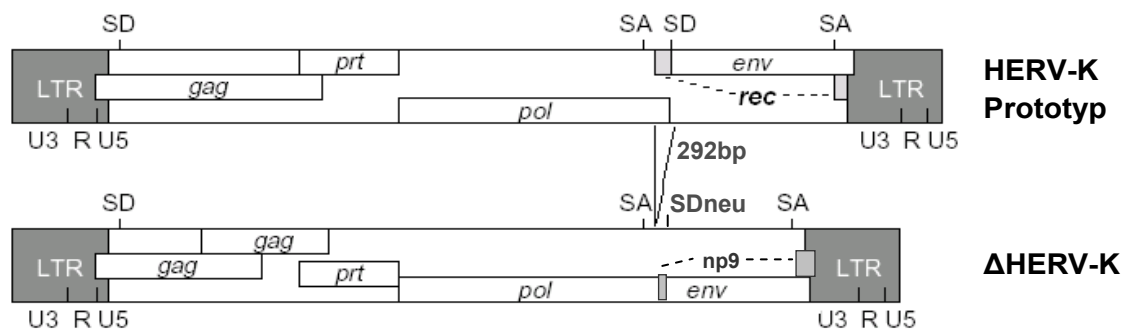 SD SA SD SA
prt env
LTR gag rec LTR
pol
U3 R U5 U3 R U5
HERV-K
Prototyp
292bp
SD SA SDneu SA
gag
LTR gag np9 LTR
prt
pol env
U3 R U5 U3 R U5
ΔHERV-K